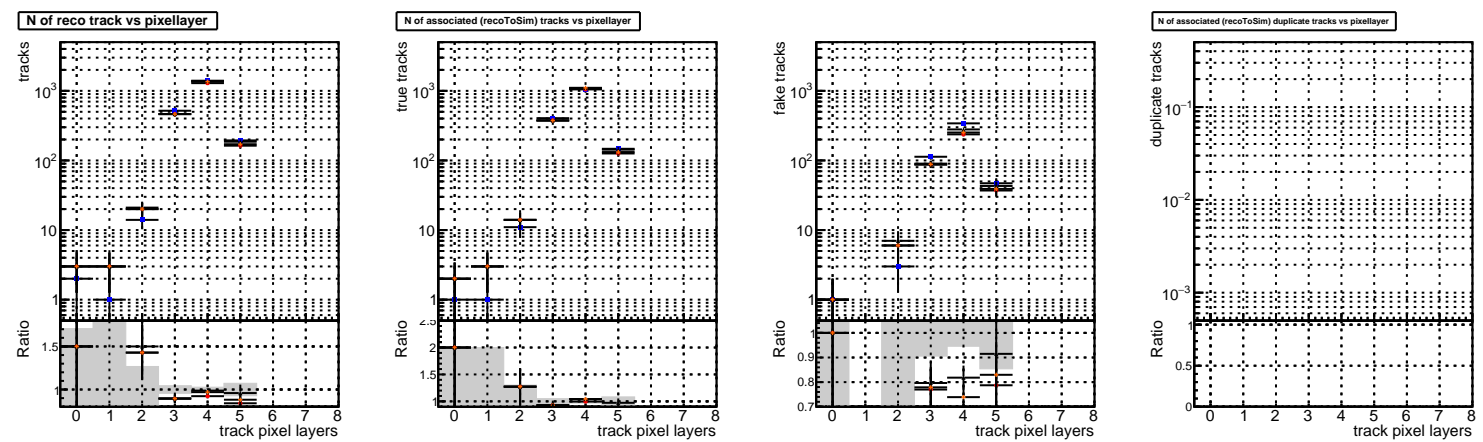 N of reco track vs pixellayer
tracks
10³
10²
10
1
Ratio
1.5
1
0 1 2 3 4 5 6 7 8
track pixel layers
N of associated (recoToSim) tracks vs pixellayer
true tracks
10³
10²
10
1
Ratio
2.5
2
1.5
1
0 1 2 3 4 5 6 7 8
track pixel layers
fake tracks
10³
10²
10
1
Ratio
1
0.9
0.8
0.7
0 1 2 3 4 5 6 7 8
track pixel layers
N of associated (recoToSim) duplicate tracks vs pixellayer
duplicate tracks
10⁻¹
10⁻²
10⁻³
Ratio
1
0.5
0
0 1 2 3 4 5 6 7 8
track pixel layers